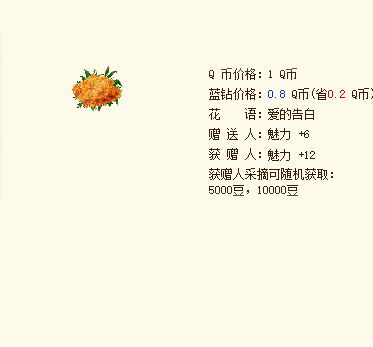 Q 币价格：1 Q币
蓝钻价格：0.8 Q币(省0.2 Q币)
花 语：爱的告白
赠 送 人：魅力 +6
获 赠 人：魅力 +12
获赠人采摘可随机获取：
5000豆，10000豆